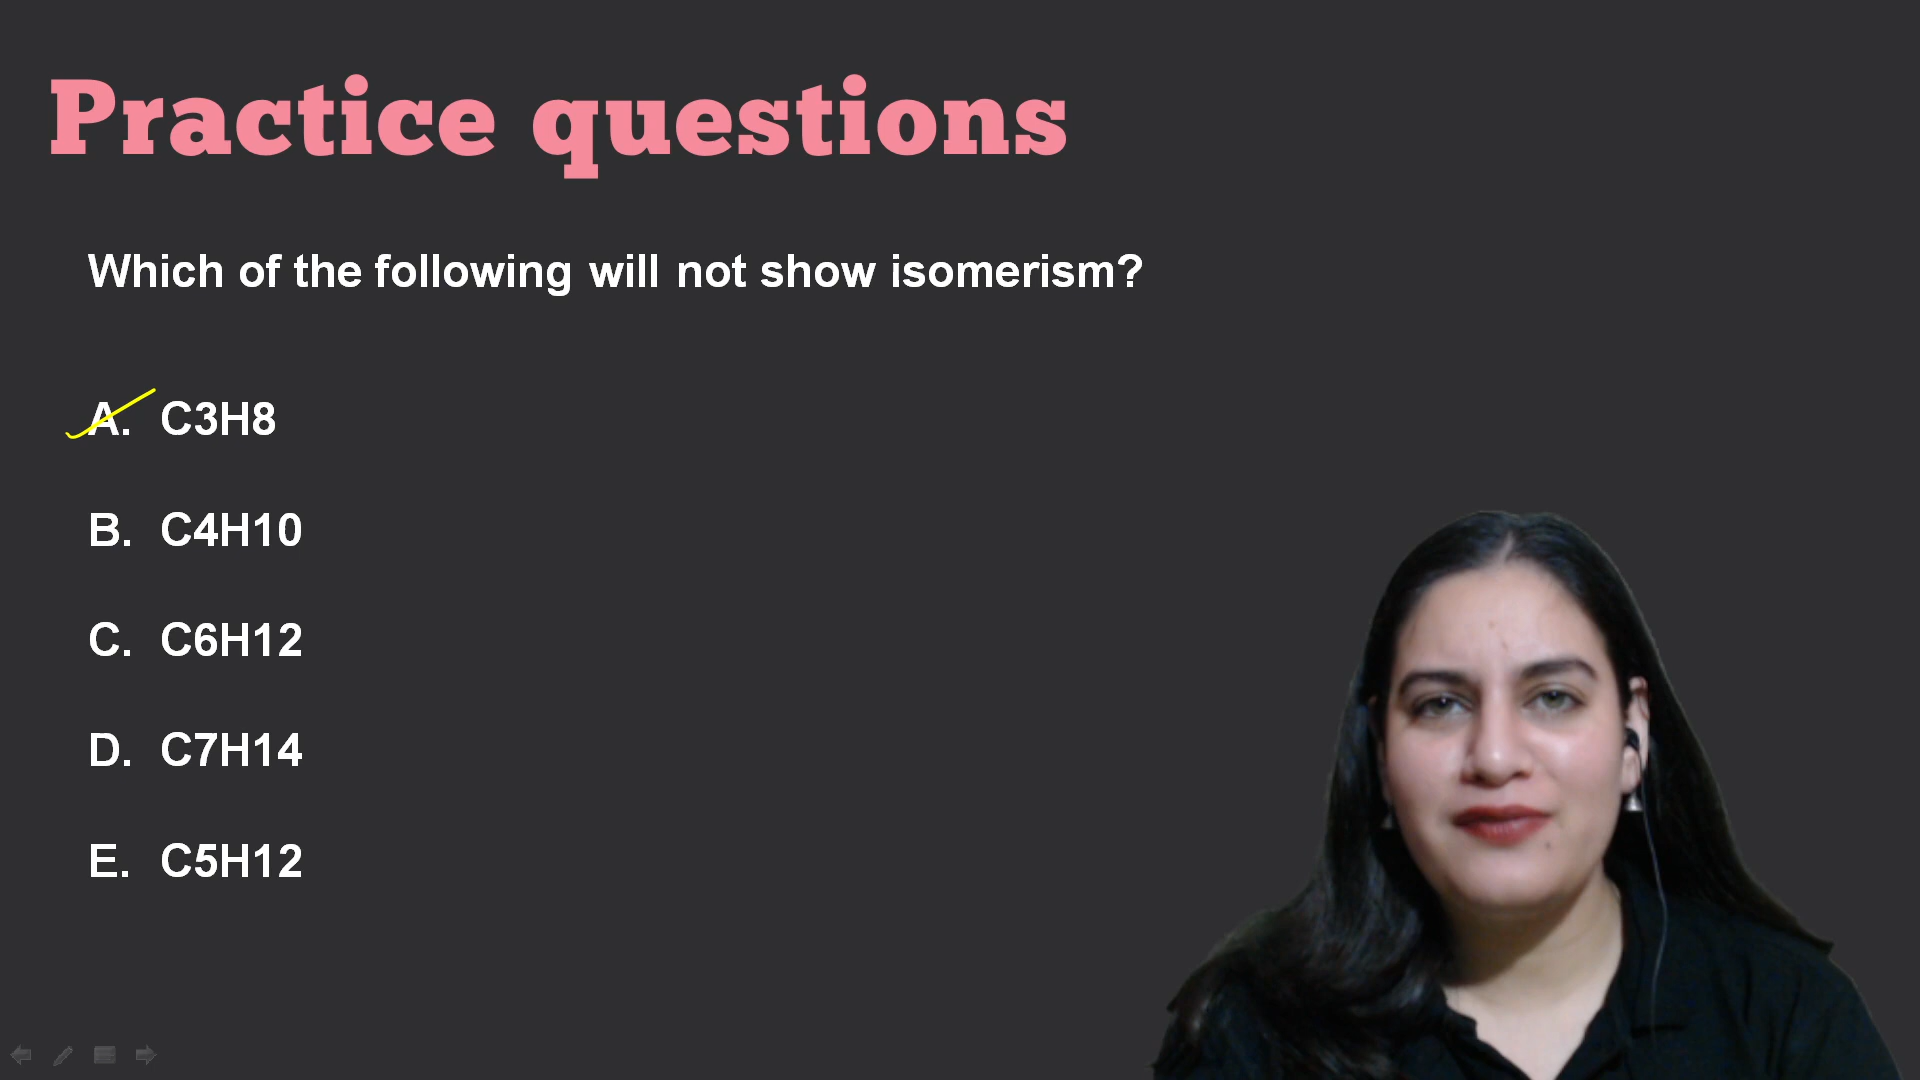 Practice questions
Which of the following will not show isomerism?
A. C3H8
B. C4H10
C. C6H12
D. C7H14
E. C5H12